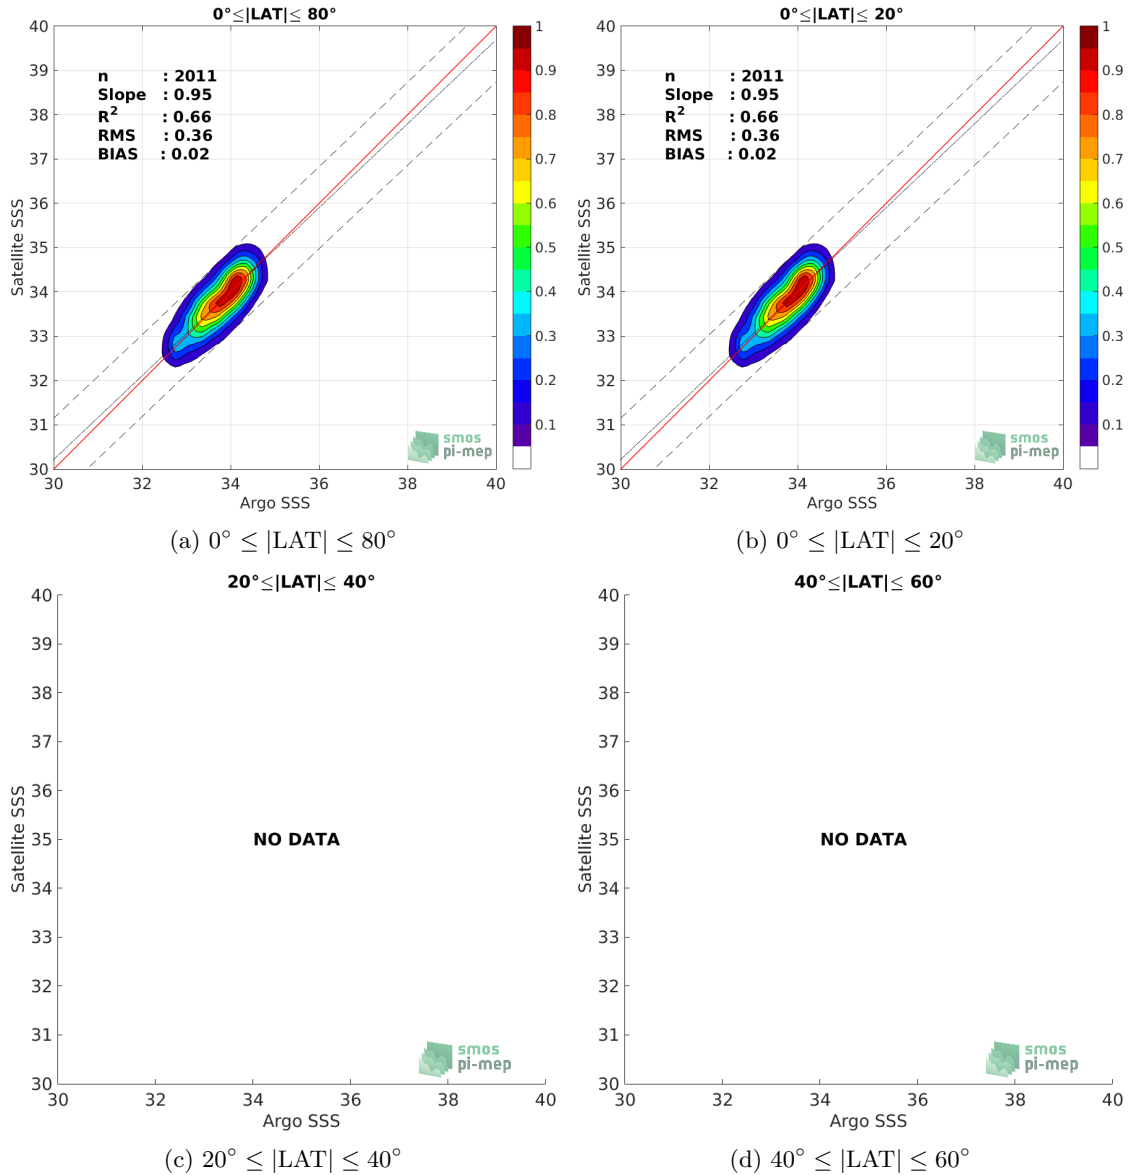 0°≤|LAT|≤ 80°
40
39
38
37
36
35
34
33
32
31
30
Satellite SSS
n : 2011
Slope : 0.95
R² : 0.66
RMS : 0.36
BIAS : 0.02
smos
pi-mep
30 32 34 36 38 40
Argo SSS
1
0.9
0.8
0.7
0.6
0.5
0.4
0.3
0.2
0.1
(a) 0° ≤ |LAT| ≤ 80°
0°≤|LAT|≤ 20°
40
39
38
37
36
35
34
33
32
31
30
Satellite SSS
n : 2011
Slope : 0.95
R² : 0.66
RMS : 0.36
BIAS : 0.02
smos
pi-mep
30 32 34 36 38 40
Argo SSS
1
0.9
0.8
0.7
0.6
0.5
0.4
0.3
0.2
0.1
(b) 0° ≤ |LAT| ≤ 20°
20°≤|LAT|≤ 40°
40
39
38
37
36
35
34
33
32
31
30
Satellite SSS
NO DATA
smos
pi-mep
30 32 34 36 38 40
Argo SSS
(c) 20° ≤ |LAT| ≤ 40°
40°≤|LAT|≤ 60°
40
39
38
37
36
35
34
33
32
31
30
Satellite SSS
NO DATA
smos
pi-mep
30 32 34 36 38 40
Argo SSS
(d) 40° ≤ |LAT| ≤ 60°